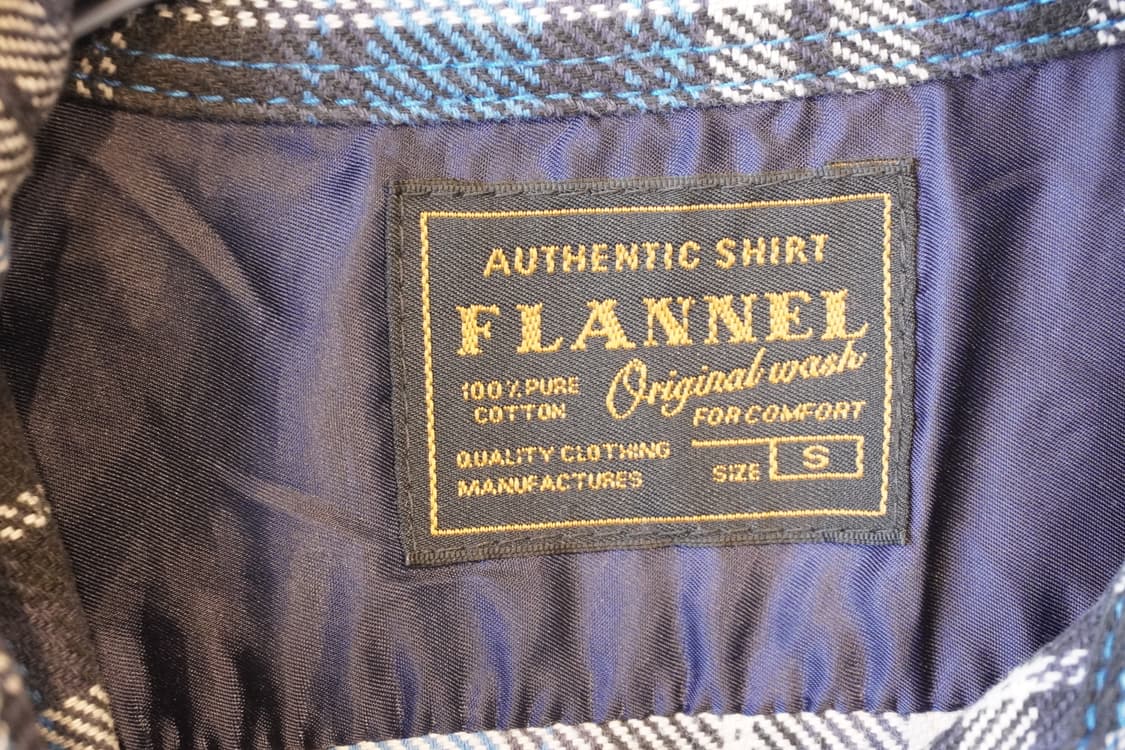 AUTHENTIC SHIRT
FLANNEL
Original wash
100% PURE
COTTON
FOR COMFORT
QUALITY CLOTHING
MANUFACTURES
SIZE S